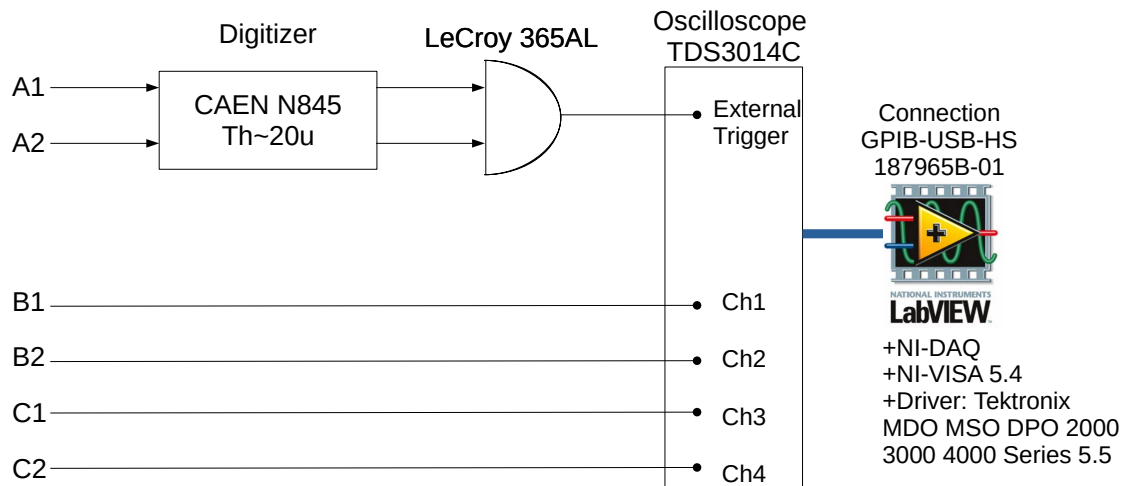 Digitizer
LeCroy 365AL
Oscilloscope
TDS3014C
A1
A2
CAEN N845
Th~20u
External
Trigger
Connection
GPIB-USB-HS
187965B-01
NATIONAL INSTRUMENTS
LabVIEW
+NI-DAQ
+NI-VISA 5.4
+Driver: Tektronix
MDO MSO DPO 2000
3000 4000 Series 5.5
B1
Ch1
B2
Ch2
C1
Ch3
C2
Ch4